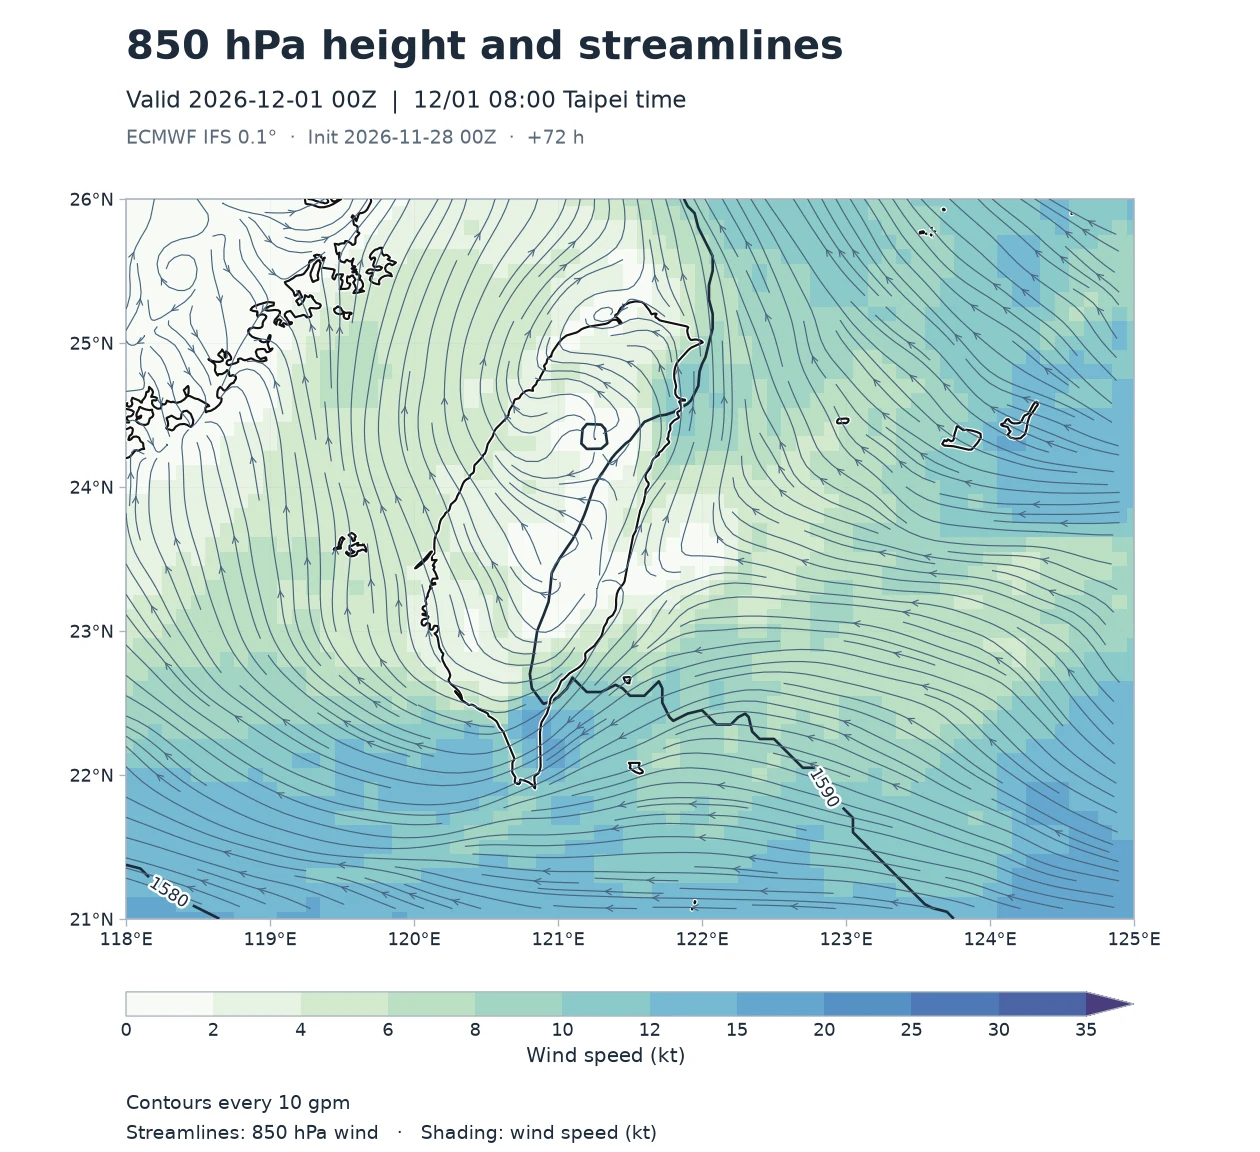 850 hPa height and streamlines
Valid 2026-12-01 00Z | 12/01 08:00 Taipei time
ECMWF IFS 0.1° · Init 2026-11-28 00Z · +72 h
26°N
25°N
24°N
23°N
22°N
21°N
1590
1580
118°E 119°E 120°E 121°E 122°E 123°E 124°E 125°E
0 2 4 6 8 10 12 15 20 25 30 35
Wind speed (kt)
Contours every 10 gpm
Streamlines: 850 hPa wind · Shading: wind speed (kt)